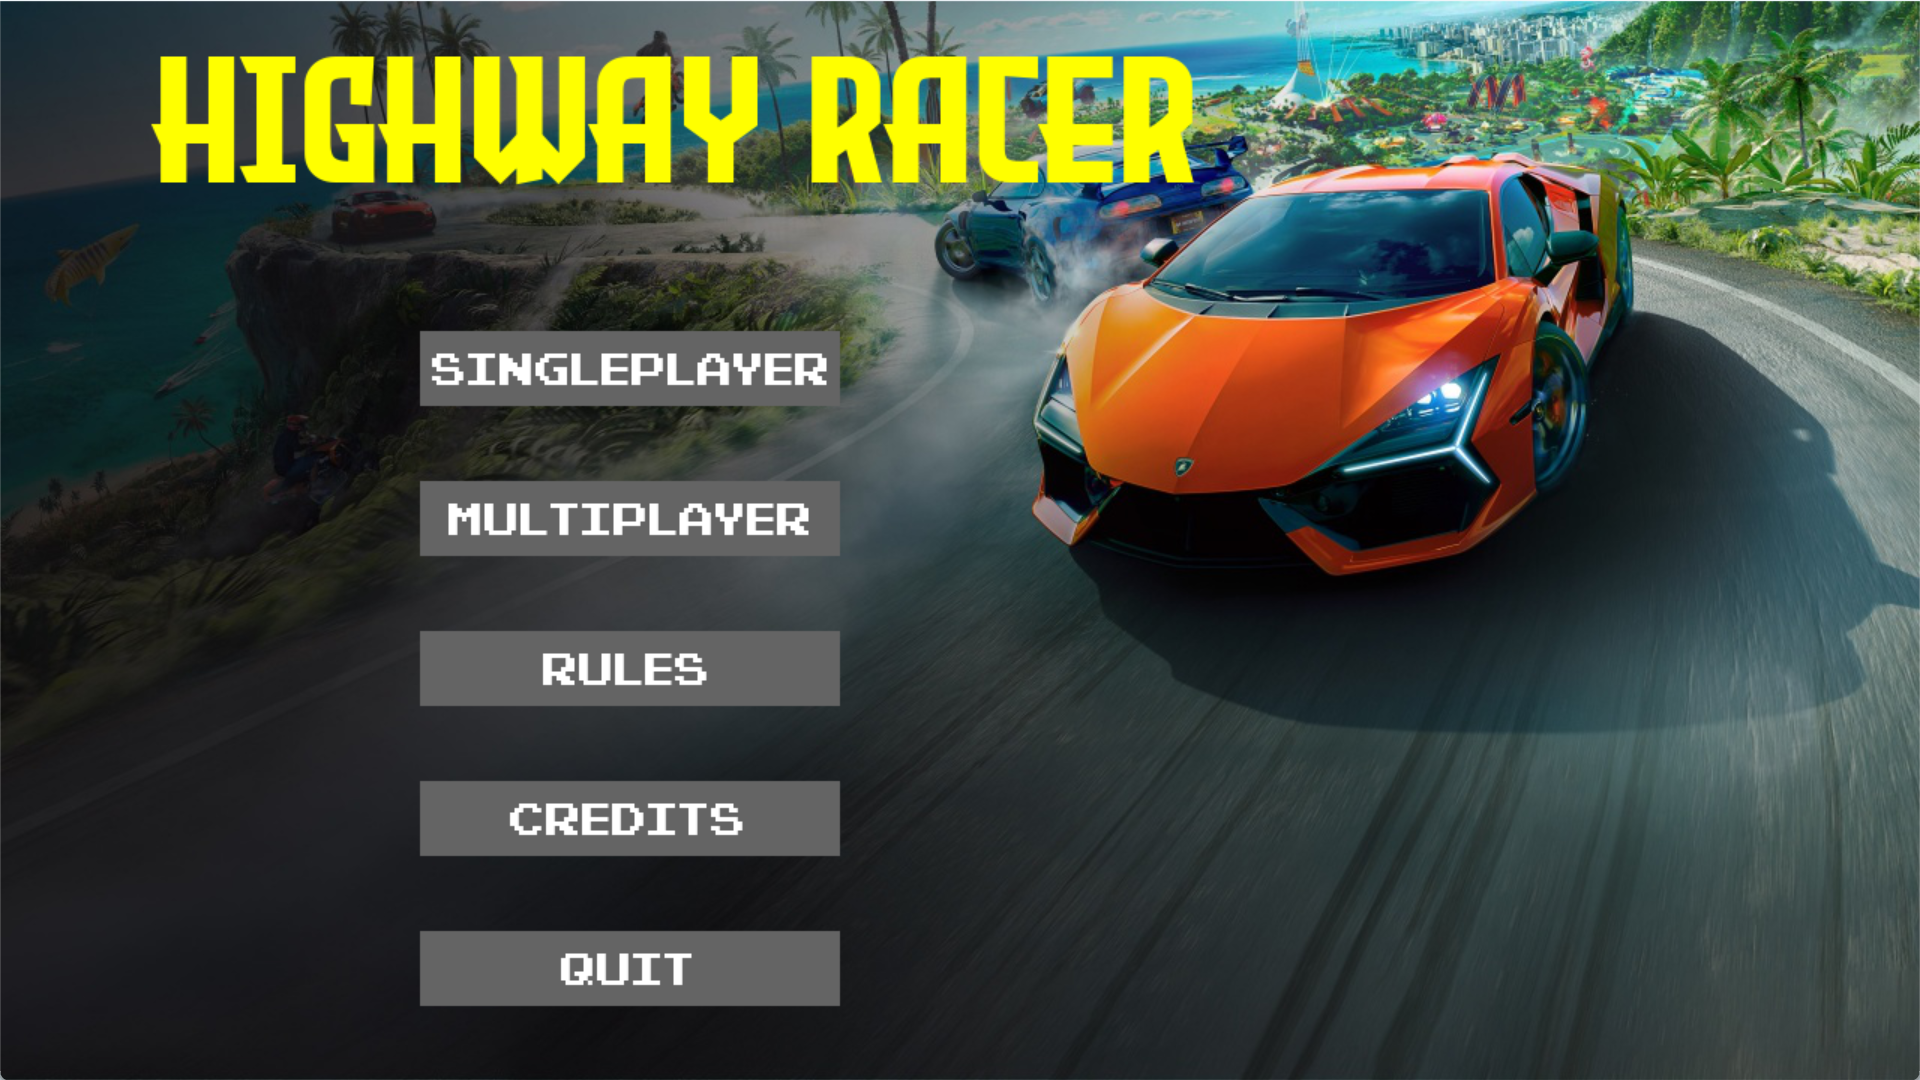 HIGHWAY RACER
SINGLEPLAYER
MULTIPLAYER
RULES
CREDITS
QUIT